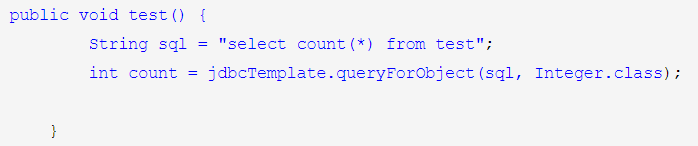 public void test() {
        String sql = "select count(*) from test";
        int count = jdbcTemplate.queryForObject(sql, Integer.class);
    }